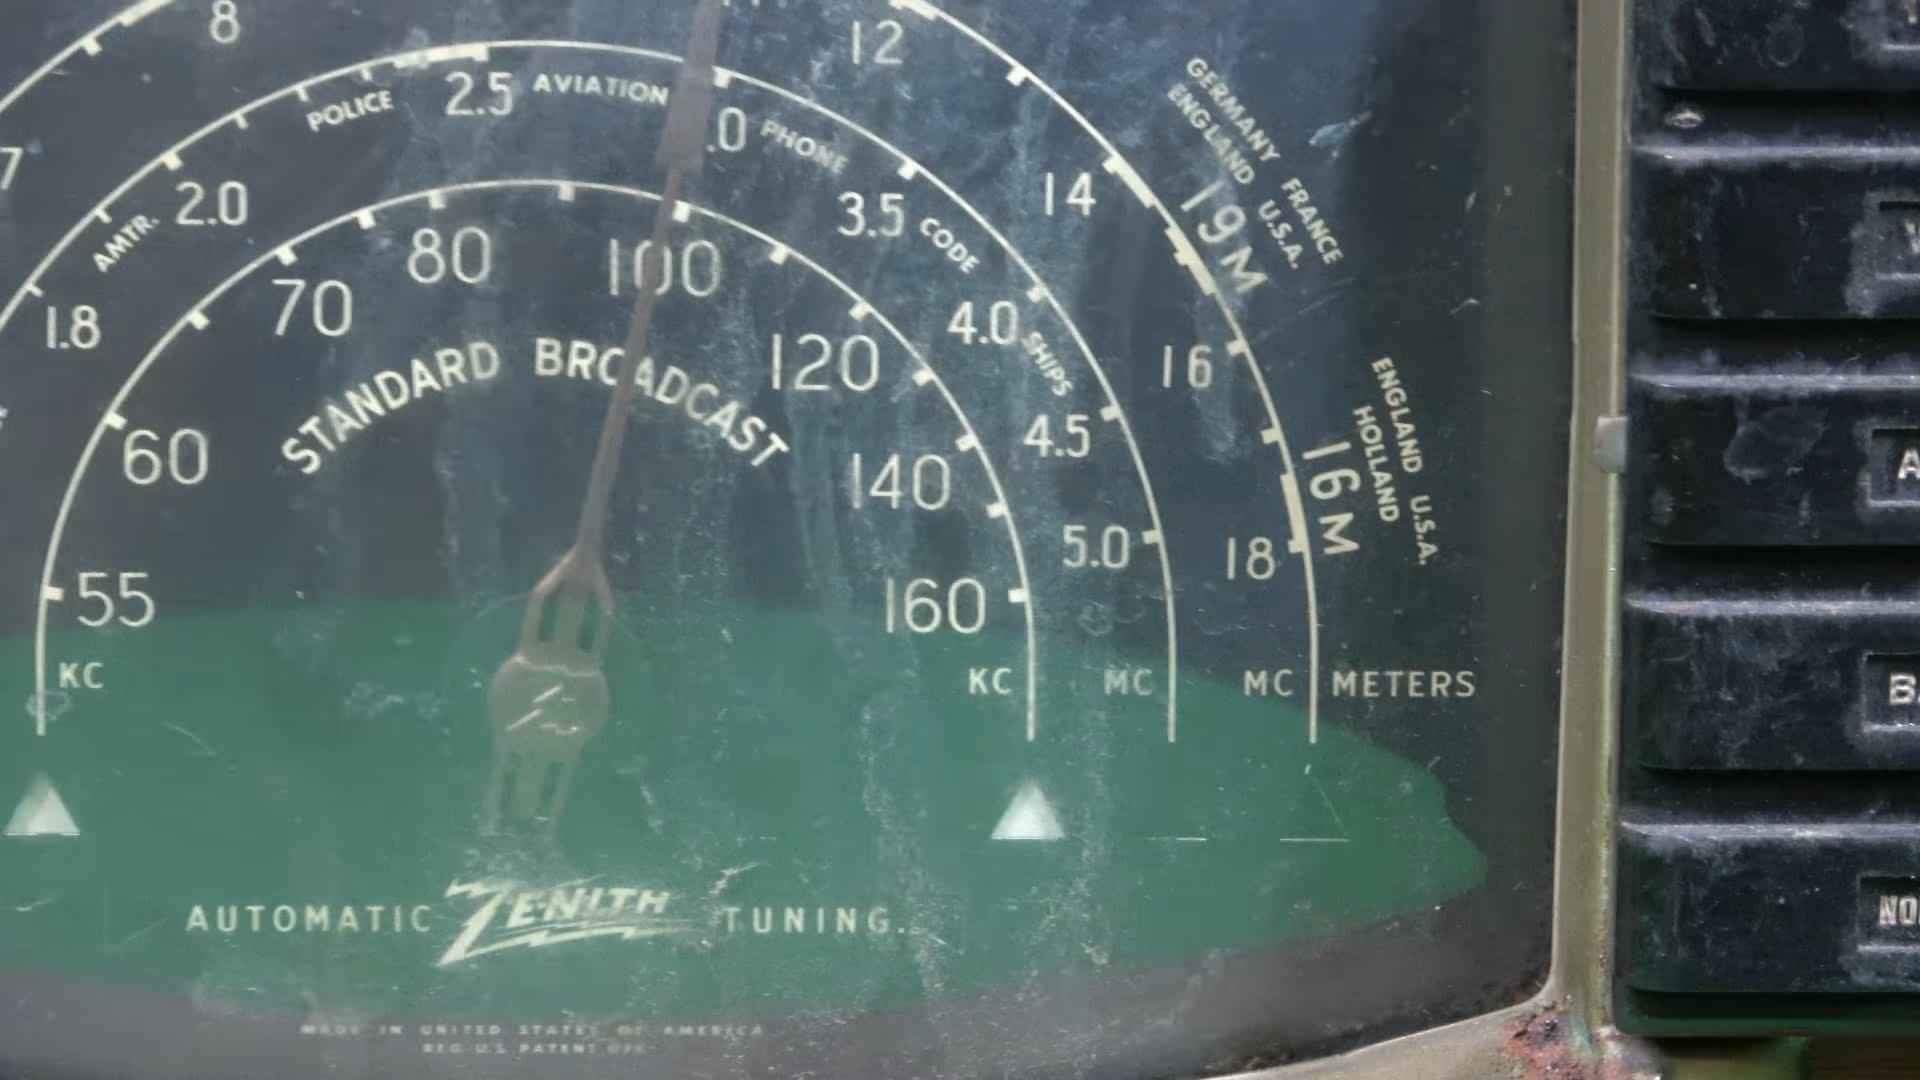 8
12
7
POLICE 2.5 AVIATION .0 PHONE
AMTR. 2.0
3.5 CODE
14
GERMANY FRANCE
ENGLAND U.S.A.
19M
1.8
4.0 SHIPS
16
70 80 100 120
STANDARD BROADCAST
60
140
4.5
ENGLAND U.S.A.
HOLLAND
16M
55
160
5.0
18
KC
KC MC MC METERS
AUTOMATIC ZENITH TUNING.
MADE IN UNITED STATES OF AMERICA
REG U.S. PATENT OFF.
A
B
NO